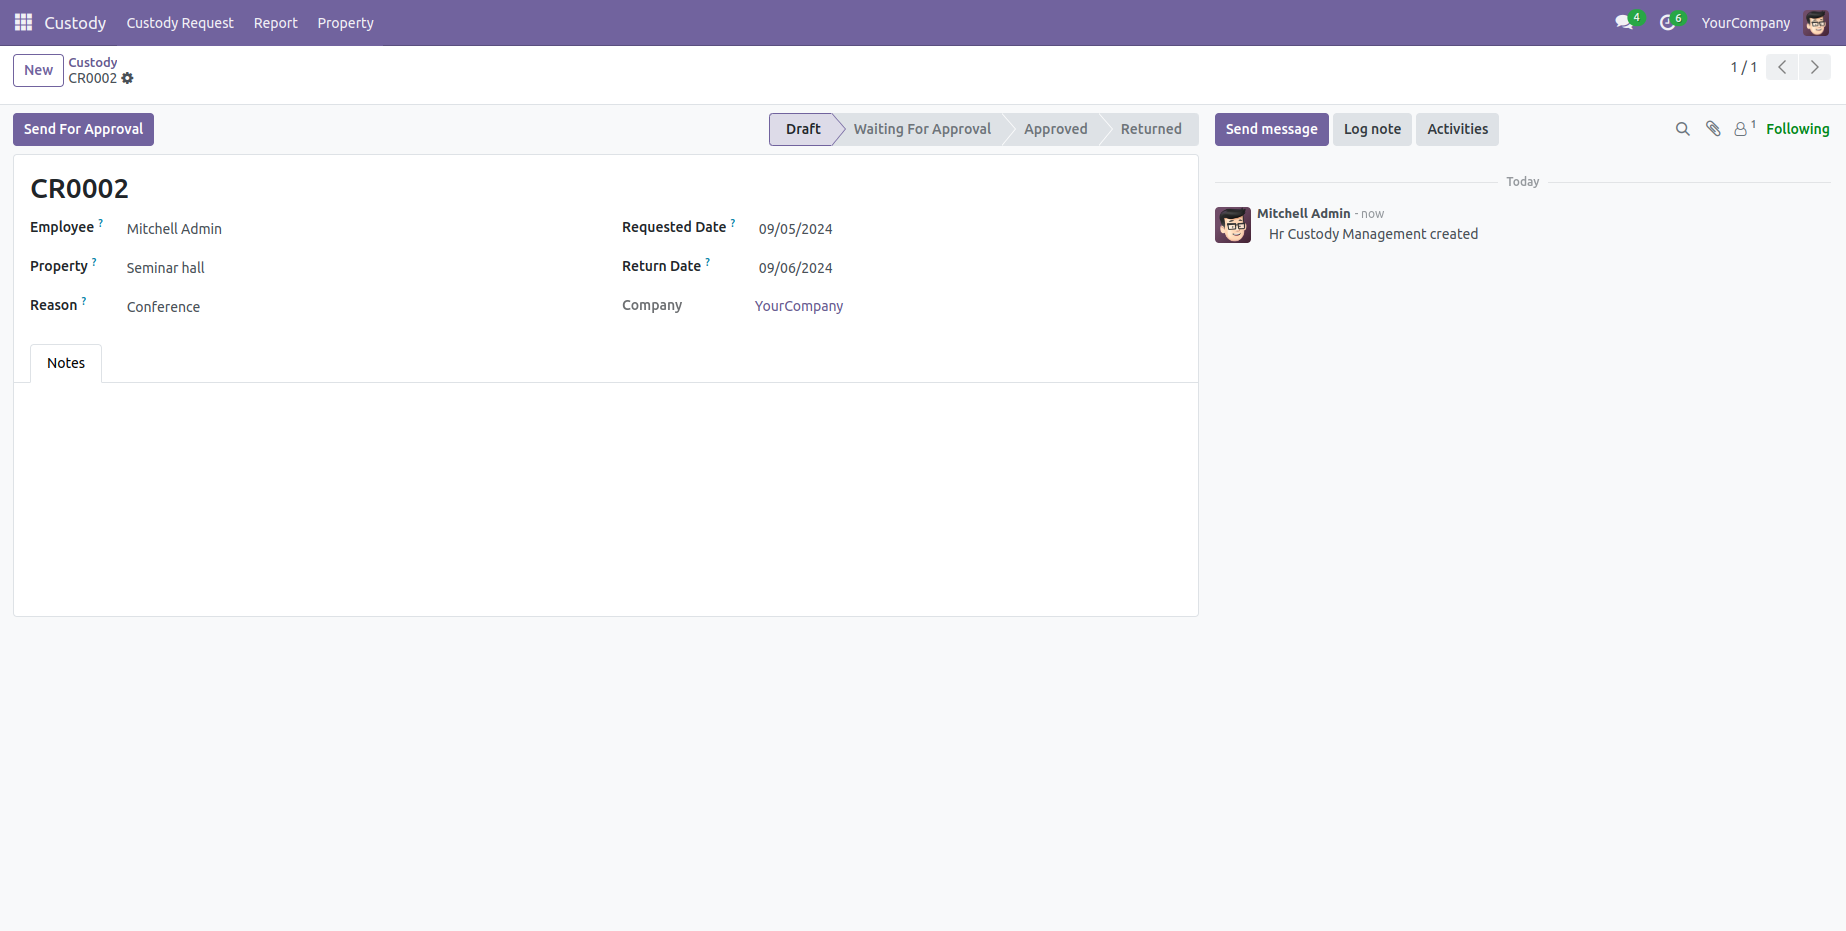 Custody Custody Request Report Property 4 6 YourCompany
New Custody
CR0002
1 / 1
Send For Approval Draft Waiting For Approval Approved Returned Send message Log note Activities 1 Following
CR0002
Employee ? Mitchell Admin
Property ? Seminar hall
Reason ? Conference
Requested Date ? 09/05/2024
Return Date ? 09/06/2024
Company YourCompany
Notes
Today
Mitchell Admin - now
Hr Custody Management created